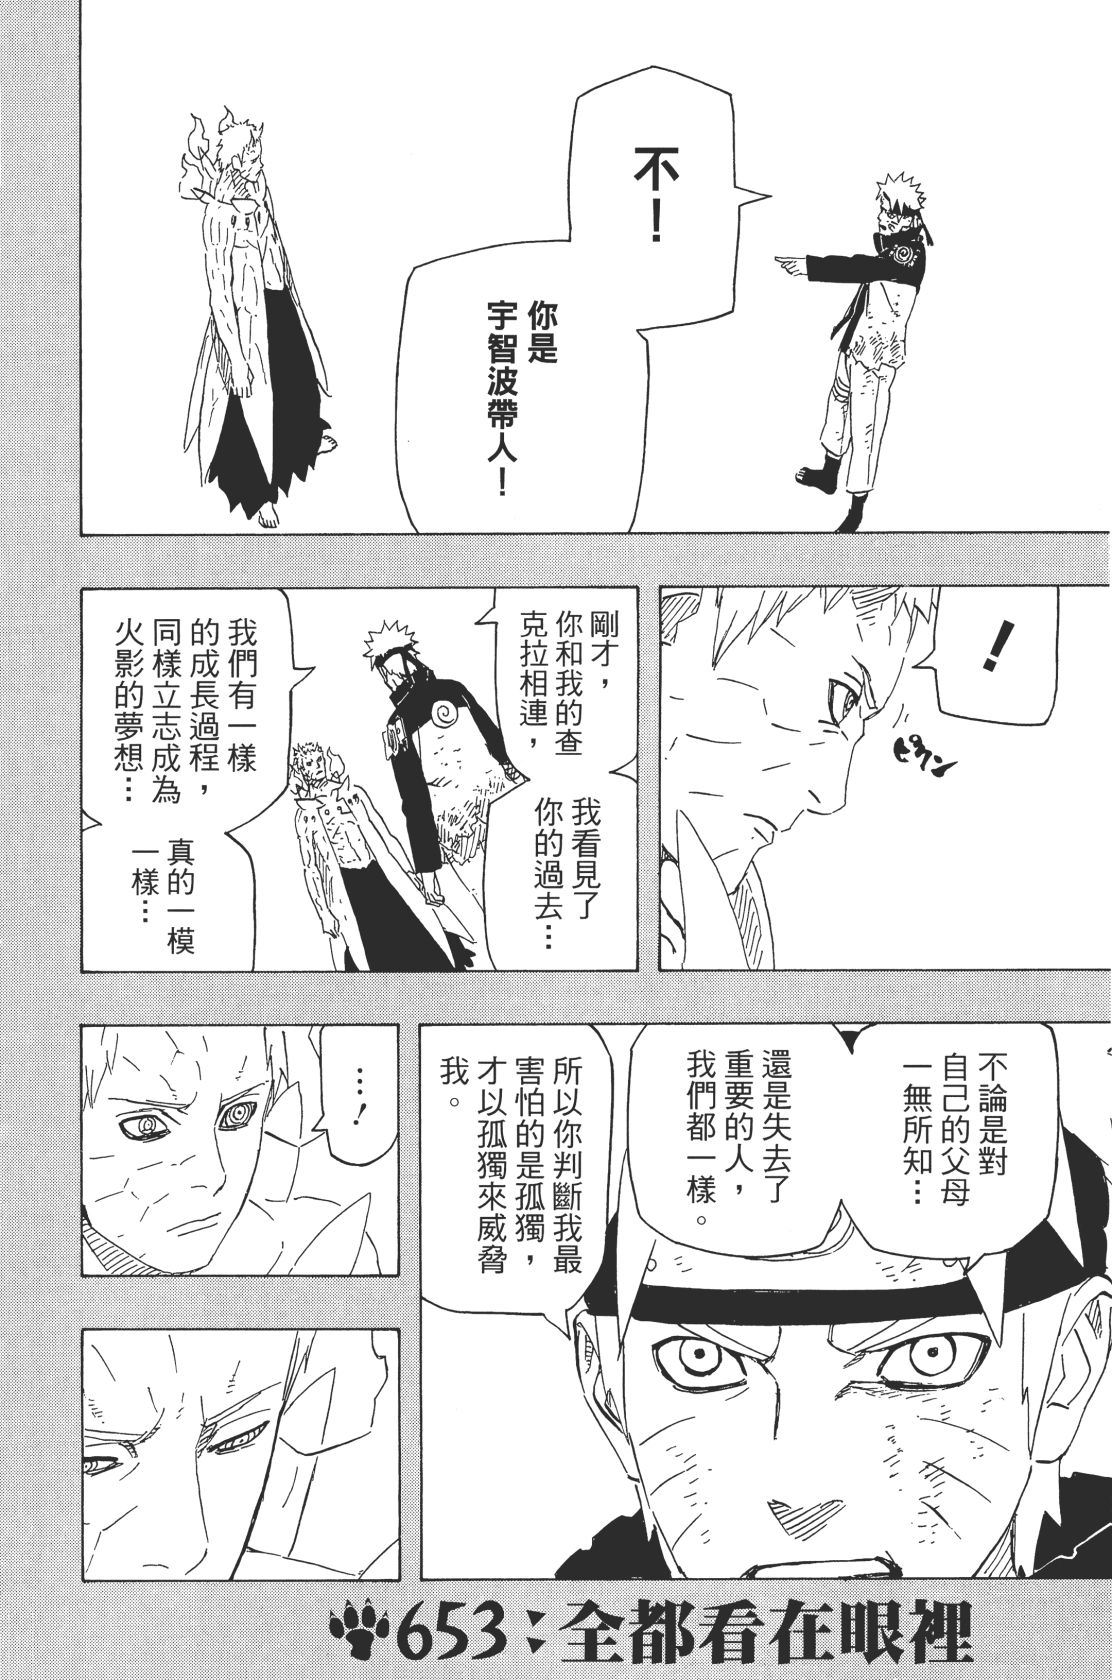 不！
你是
宇智波帶人！
！
ピクン
剛才，
你和我的查
克拉相連，
我看見了
你的過去…
我們有一樣
的成長過程，
同樣立志成為
火影的夢想…
真的一模
一樣…
不論是對
自己的父母
一無所知…
還是失去了
重要的人，
我們都一樣。
所以你判斷我最
害怕的是孤獨，
才以孤獨來威脅
我。
…！
653：全都看在眼裡